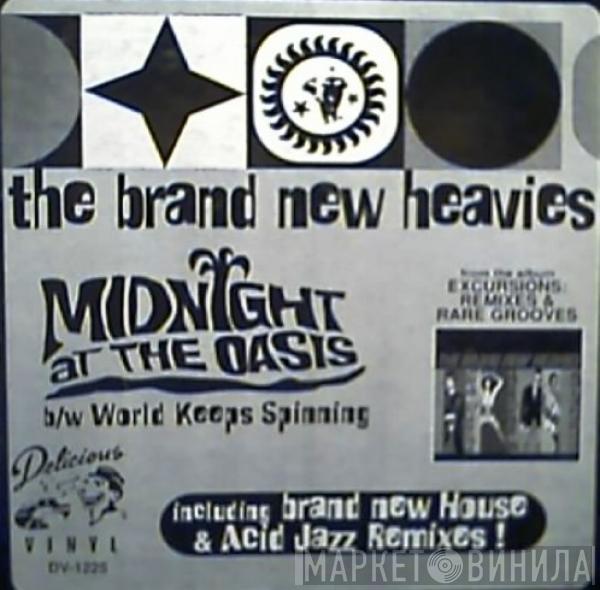 the brand new heavies
MIDNIGHT
at THE OASIS
b/w World Keeps Spinning
from the album
EXCURSIONS:
REMIXES &
RARE GROOVES
Delicious
VINYL
DV-1225
including brand new House
& Acid Jazz Remixes !
МАРКЕТ ВИНИЛА